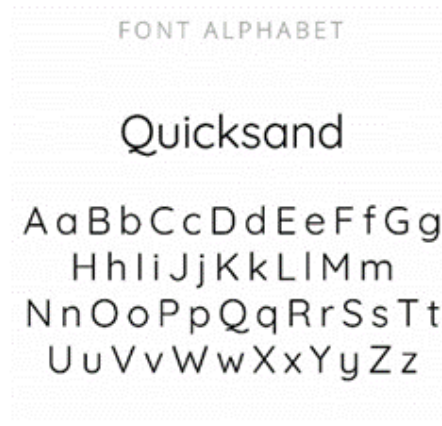 FONT ALPHABET
Quicksand
AaBbCcDdEeFfGg
HhIiJjKkLlMm
NnOoPpQqRrSsTt
UuVvWwXxYyZz